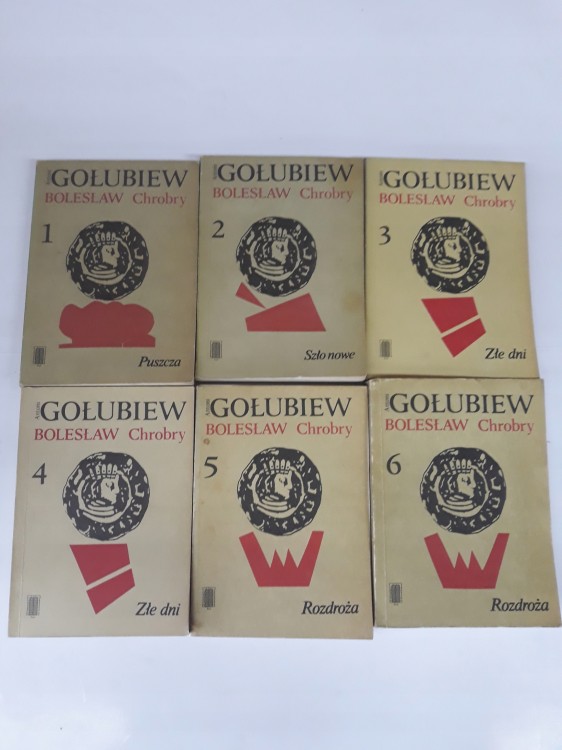 GOŁUBIEW
BOLESŁAW Chrobry
1
Puszcza
GOŁUBIEW
BOLESŁAW Chrobry
2
Szło nowe
GOŁUBIEW
BOLESŁAW Chrobry
3
Złe dni
GOŁUBIEW
BOLESŁAW Chrobry
4
Złe dni
GOŁUBIEW
BOLESŁAW Chrobry
5
Rozdroża
GOŁUBIEW
BOLESŁAW Chrobry
6
Rozdroża